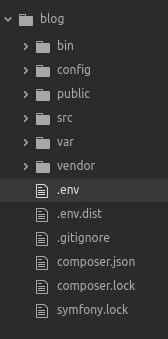 blog
bin
config
public
src
var
vendor
.env
.env.dist
.gitignore
composer.json
composer.lock
symfony.lock